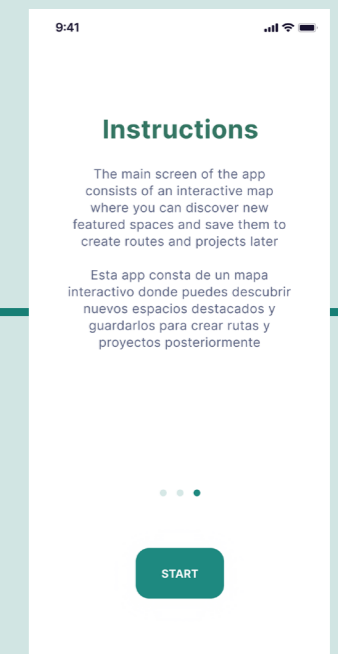 9:41
Instructions
The main screen of the app
consists of an interactive map
where you can discover new
featured spaces and save them to
create routes and projects later
Esta app consta de un mapa
interactivo donde puedes descubrir
nuevos espacios destacados y
guardarlos para crear rutas y
proyectos posteriormente
START